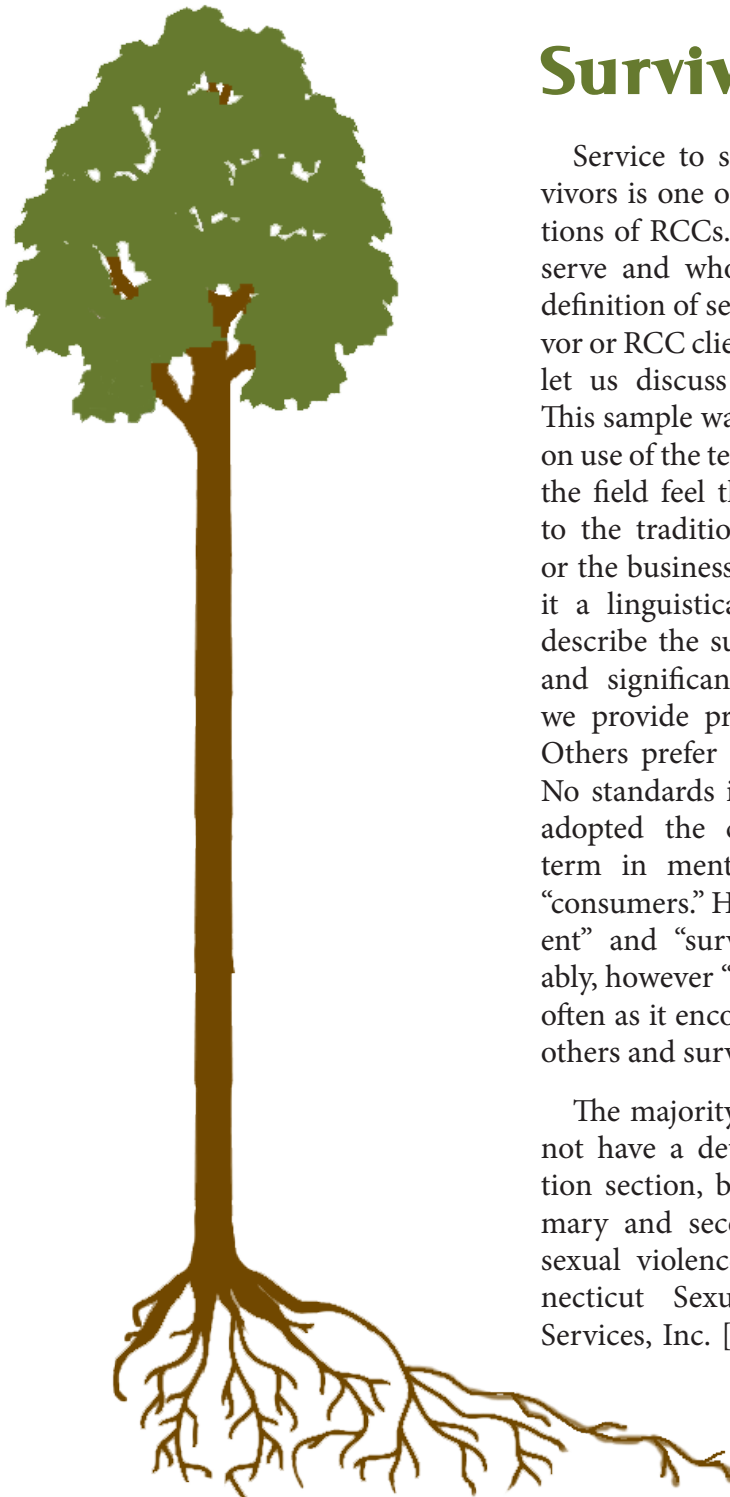 Surviv
Service to s
vivors is one o
tions of RCCs.
serve and who
definition of se
vor or RCC clie
let us discuss
This sample wa
on use of the te
the field feel th
to the traditio
or the business
it a linguistica
describe the su
and significan
we provide pr
Others prefer
No standards i
adopted the c
term in ment
“consumers.” H
ent” and “surv
ably, however “
often as it enco
others and surv
The majority
not have a de
tion section, b
mary and seco
sexual violenc
necticut Sexu
Services, Inc. [